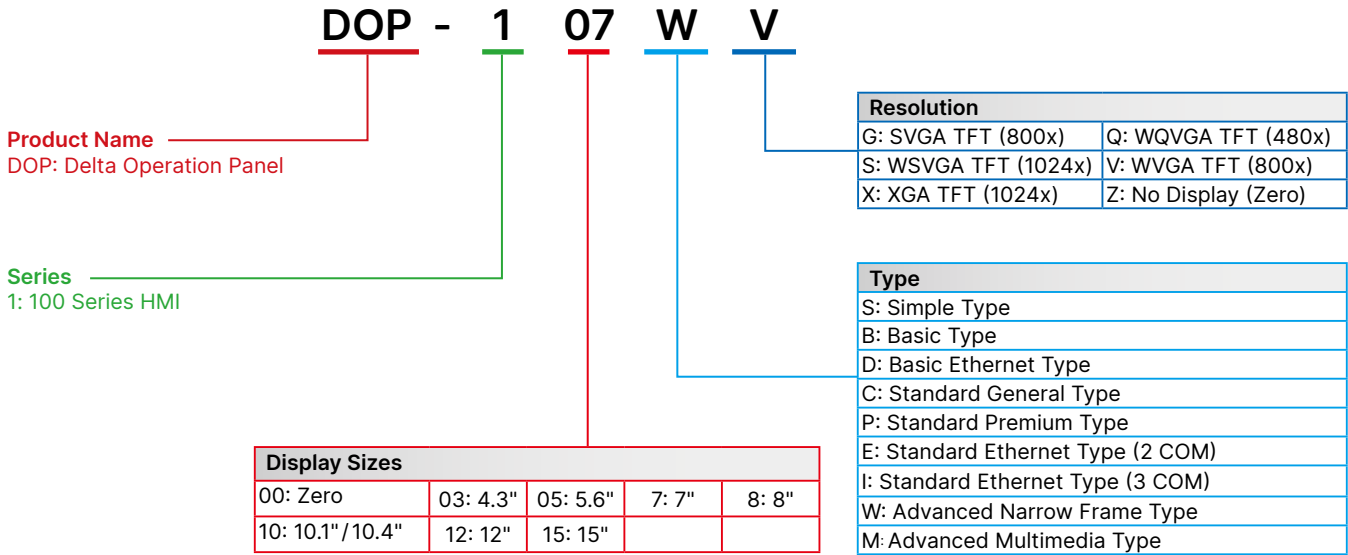 DOP - 1 07 W V
Product Name
DOP: Delta Operation Panel
Series
1: 100 Series HMI
Resolution
G: SVGA TFT (800x) Q: WQVGA TFT (480x)
S: WSVGA TFT (1024x) V: WVGA TFT (800x)
X: XGA TFT (1024x) Z: No Display (Zero)
Type
S: Simple Type
B: Basic Type
D: Basic Ethernet Type
C: Standard General Type
P: Standard Premium Type
E: Standard Ethernet Type (2 COM)
I: Standard Ethernet Type (3 COM)
W: Advanced Narrow Frame Type
M: Advanced Multimedia Type
Display Sizes
00: Zero 03: 4.3" 05: 5.6" 7: 7" 8: 8"
10: 10.1"/10.4" 12: 12" 15: 15"